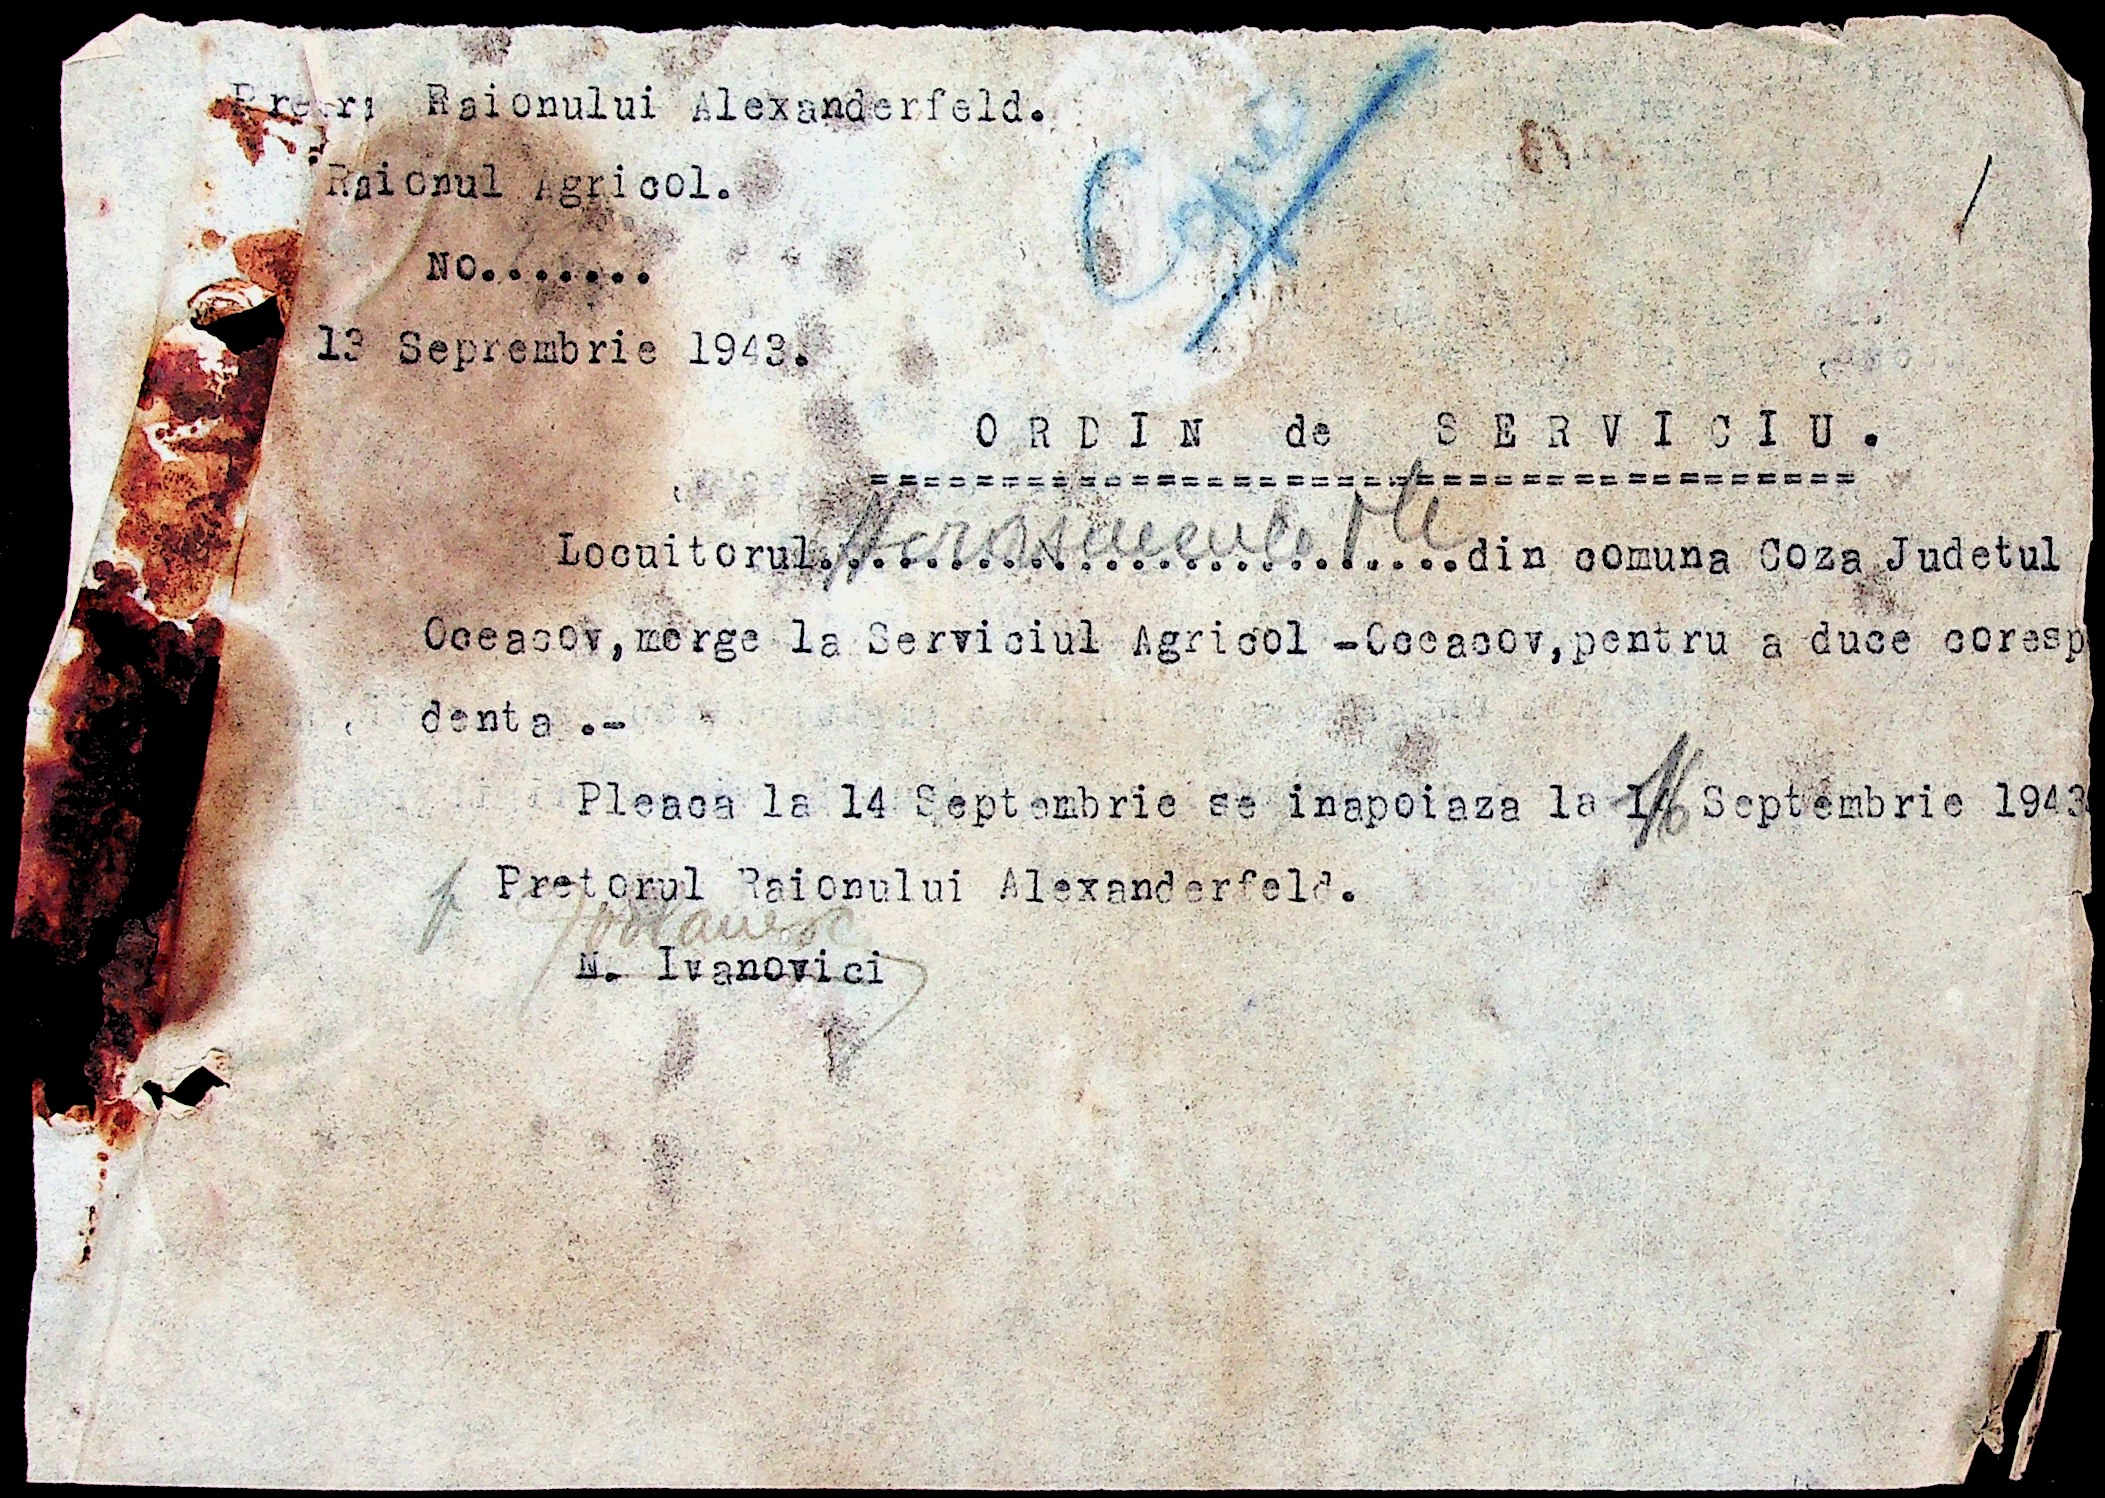 Raionului Alexanderfeld.
Copie
Raionul Agricol.
No.......
13 Seprembrie 1943.
O R D I N de S E R V I C I U .
======================================
Locuitorul.........................din comuna Coza Judetul
Oceacov,merge la Serviciul Agricol -Oceacov,pentru a duce coresp
denta .-
Pleaca la 14 Septembrie se inapoiaza la 16 Septembrie 1943
Pretorul Raionului Alexanderfeld.
N. Ivanovici